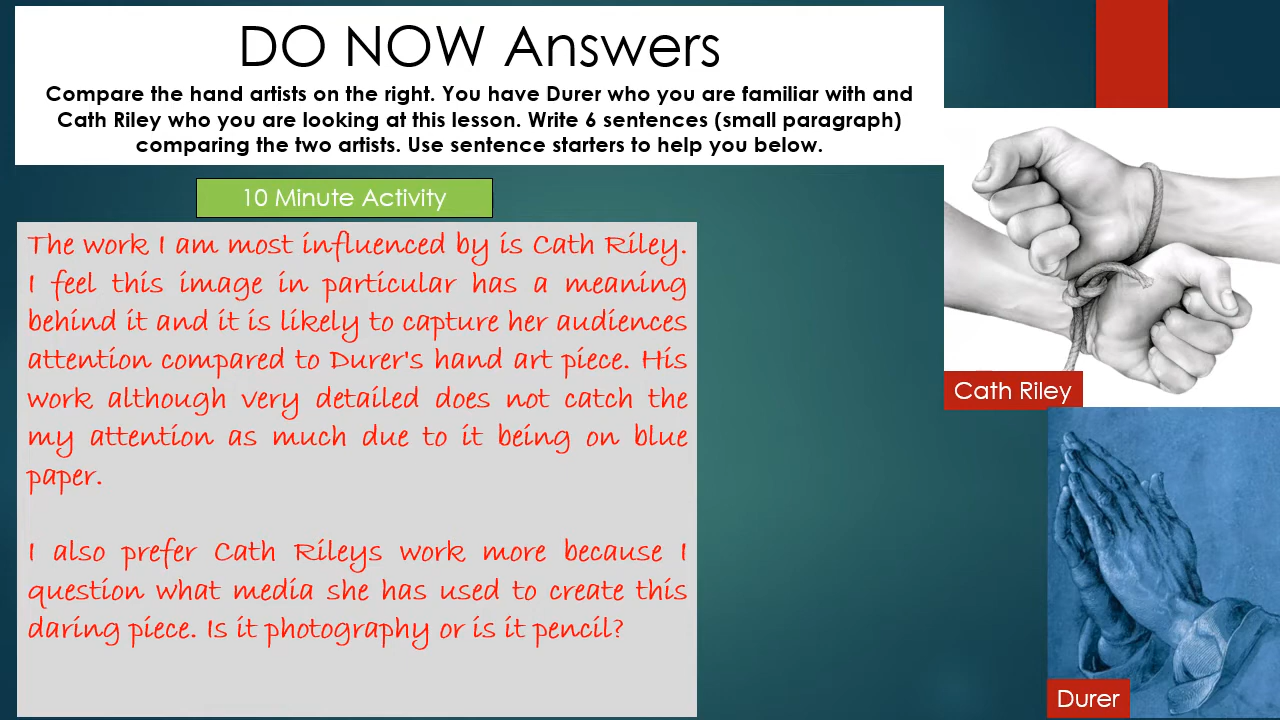 DO NOW Answers
Compare the hand artists on the right. You have Durer who you are familiar with and
Cath Riley who you are looking at this lesson. Write 6 sentences (small paragraph)
comparing the two artists. Use sentence starters to help you below.
10 Minute Activity
The work I am most influenced by is Cath Riley.
I feel this image in particular has a meaning
behind it and it is likely to capture her audiences
attention compared to Durer's hand art piece. His
work although very detailed does not catch the
my attention as much due to it being on blue
paper.
I also prefer Cath Rileys work more because I
question what media she has used to create this
daring piece. Is it photography or is it pencil?
Cath Riley
Durer